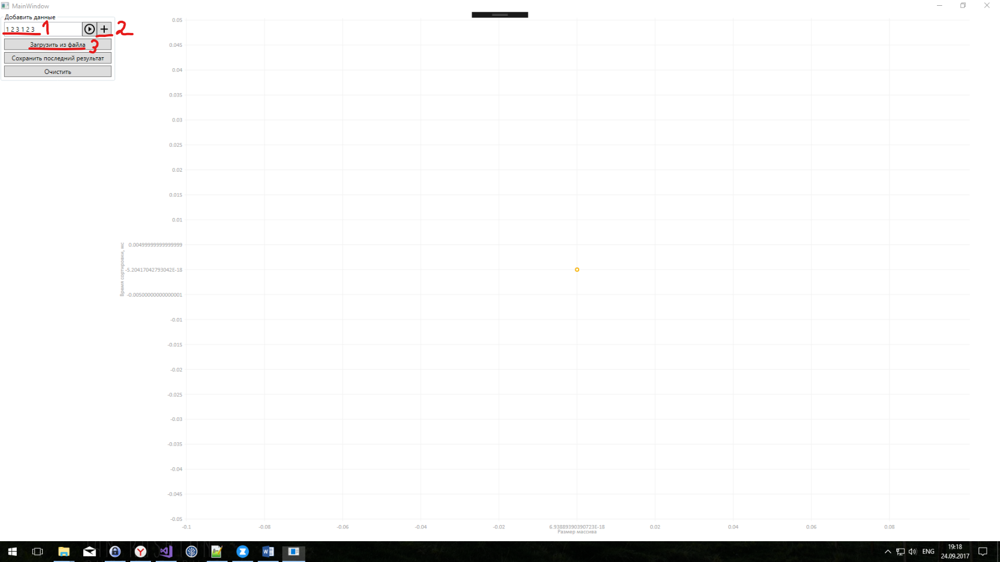 MainWindow
Добавить данные
1 2 3 1 2 3 1
2
Загрузить из файла 3
Сохранить последний результат
Очистить
0.05
0.045
0.04
0.035
0.03
0.025
0.02
0.015
0.01
0.00499999999999999
-5.20417042793042E-18
-0.00500000000000001
-0.01
-0.015
-0.02
-0.025
-0.03
-0.035
-0.04
-0.045
-0.05
Время сортировки, мс
-0.1 -0.08 -0.06 -0.04 -0.02 6.93889390390723E-18 0.02 0.04 0.06 0.08
Размер массива
ENG
19:18
24.09.2017